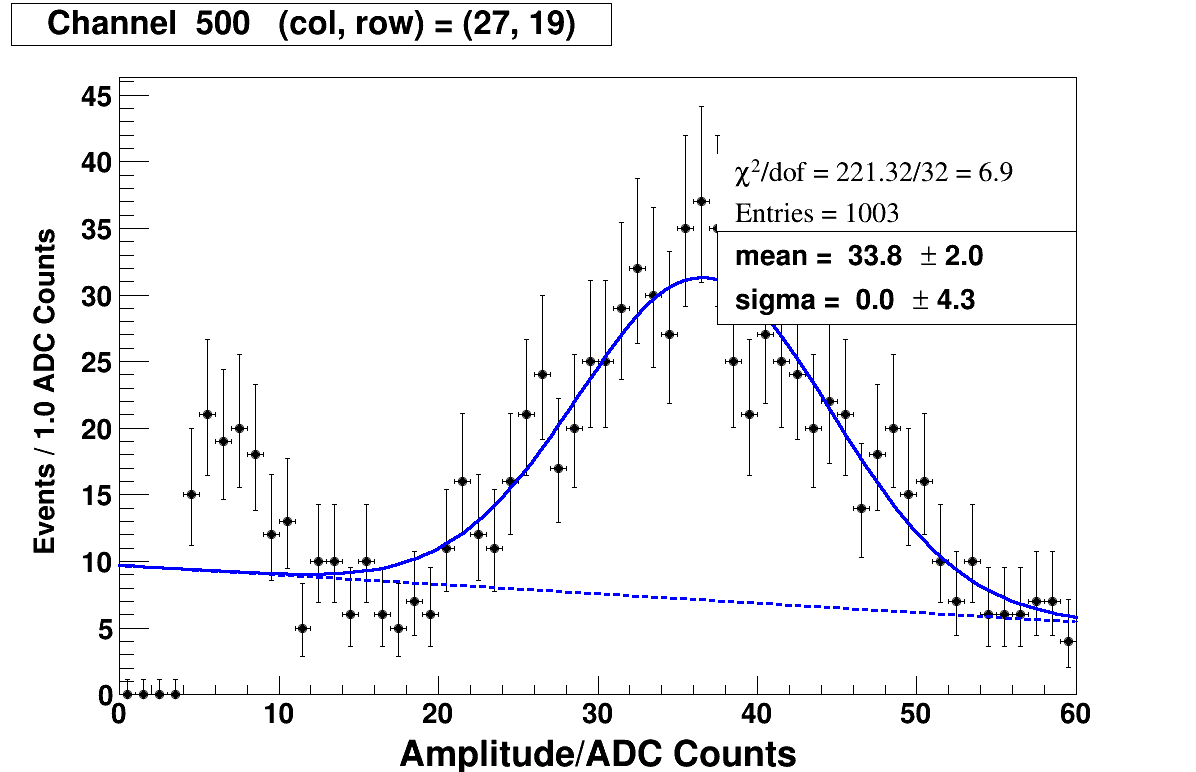 Channel 500 (col, row) = (27, 19)
45
40
35
30
25
20
15
10
5
0
Events / 1.0 ADC Counts
χ²/dof = 221.32/32 = 6.9
Entries = 1003
mean = 33.8 ± 2.0
sigma = 0.0 ± 4.3
0 10 20 30 40 50 60
Amplitude/ADC Counts